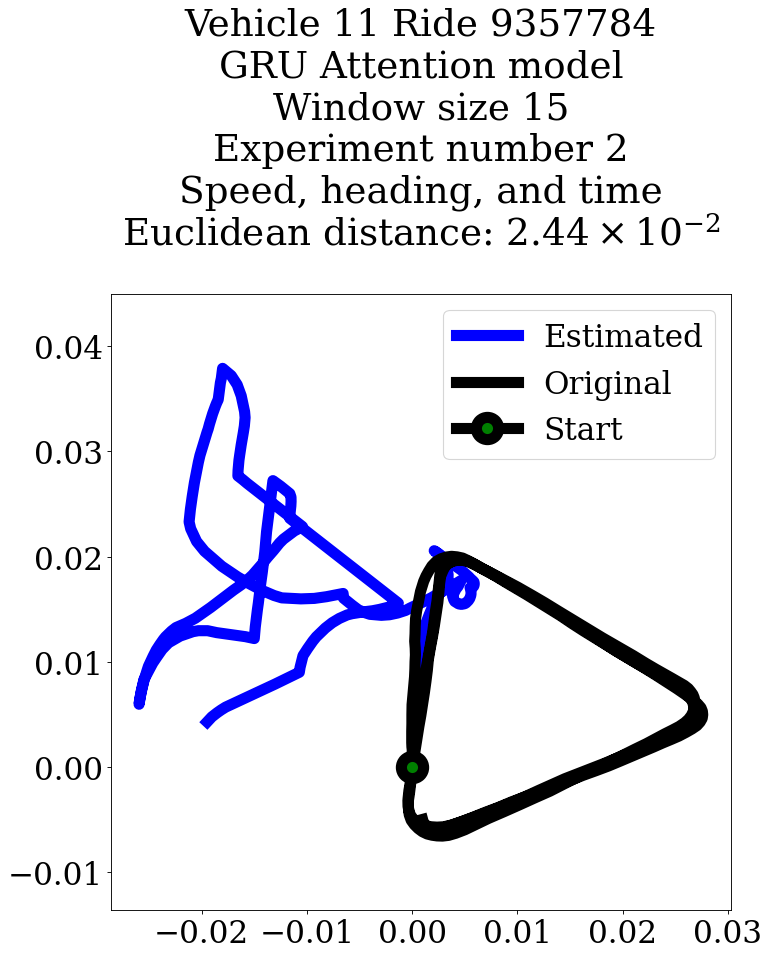 Vehicle 11 Ride 9357784
GRU Attention model
Window size 15
Experiment number 2
Speed, heading, and time
Euclidean distance: 2.44 × 10⁻²
Estimated
Original
Start
0.04
0.03
0.02
0.01
0.00
−0.01
−0.02 −0.01 0.00 0.01 0.02 0.03